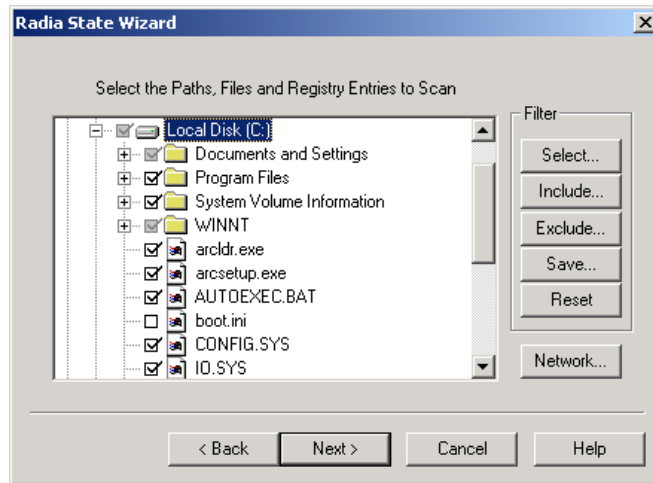 Radia State Wizard
Select the Paths, Files and Registry Entries to Scan
Local Disk (C:)
Documents and Settings
Program Files
System Volume Information
WINNT
arcldr.exe
arcsetup.exe
AUTOEXEC.BAT
boot.ini
CONFIG.SYS
IO.SYS
Filter
Select...
Include...
Exclude...
Save...
Reset
Network...
< Back
Next >
Cancel
Help